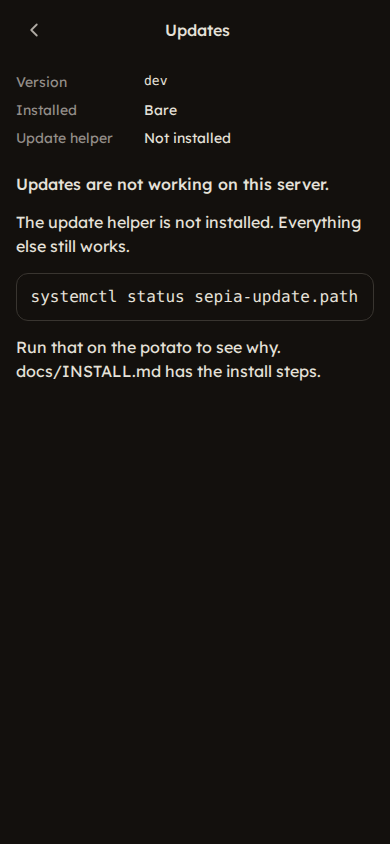 Updates
Version dev
Installed Bare
Update helper Not installed
Updates are not working on this server.
The update helper is not installed. Everything
else still works.
systemctl status sepia-update.path
Run that on the potato to see why.
docs/INSTALL.md has the install steps.